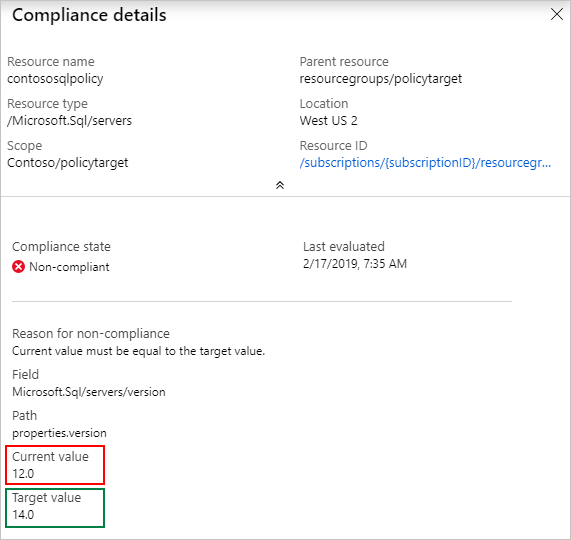 Compliance details
Resource name
contososqlpolicy
Parent resource
resourcegroups/policytarget
Resource type
/Microsoft.Sql/servers
Location
West US 2
Scope
Contoso/policytarget
Resource ID
/subscriptions/{subscriptionID}/resourcegr...
Compliance state
Non-compliant
Last evaluated
2/17/2019, 7:35 AM
Reason for non-compliance
Current value must be equal to the target value.
Field
Microsoft.Sql/servers/version
Path
properties.version
Current value
12.0
Target value
14.0